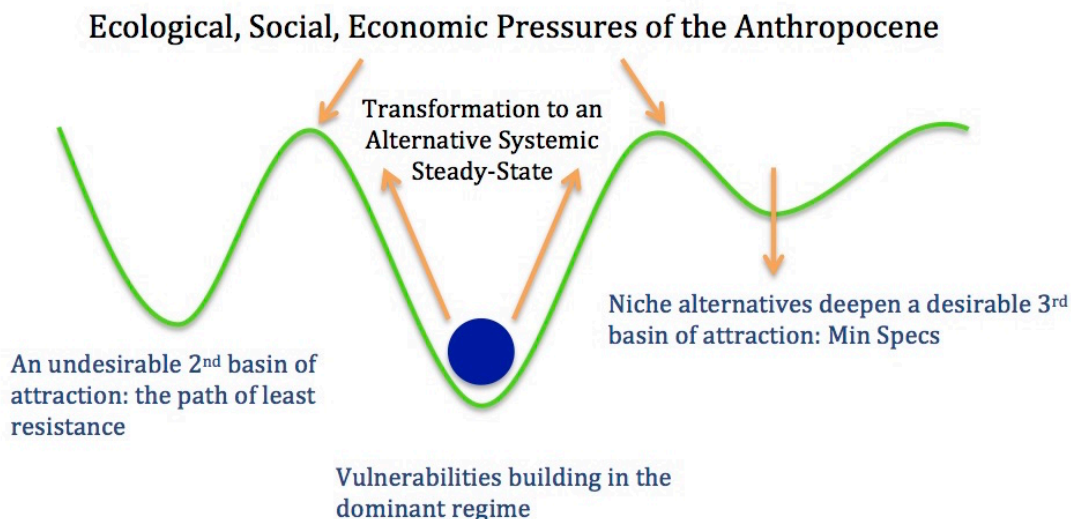 Ecological, Social, Economic Pressures of the Anthropocene
Transformation to an
Alternative Systemic
Steady-State
Niche alternatives deepen a desirable 3rd
basin of attraction: Min Specs
An undesirable 2nd basin of
attraction: the path of least
resistance
Vulnerabilities building in the
dominant regime